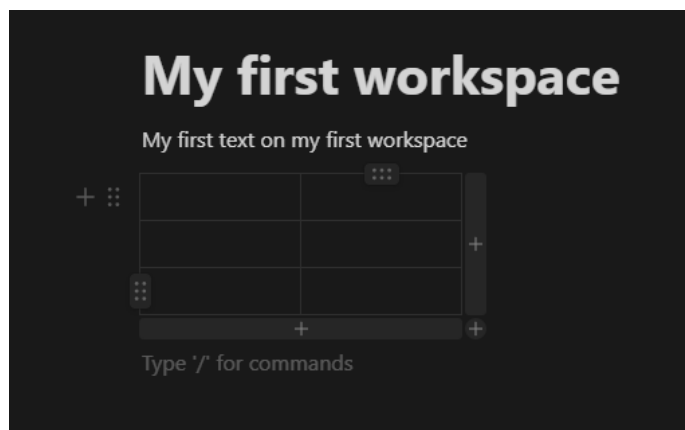 My first workspace
My first text on my first workspace
Type '/' for commands